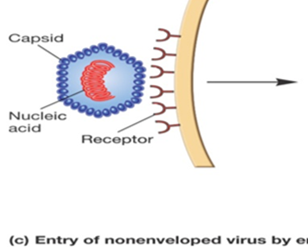 Capsid
Nucleic
acid
Receptor
(c) Entry of nonenveloped virus by